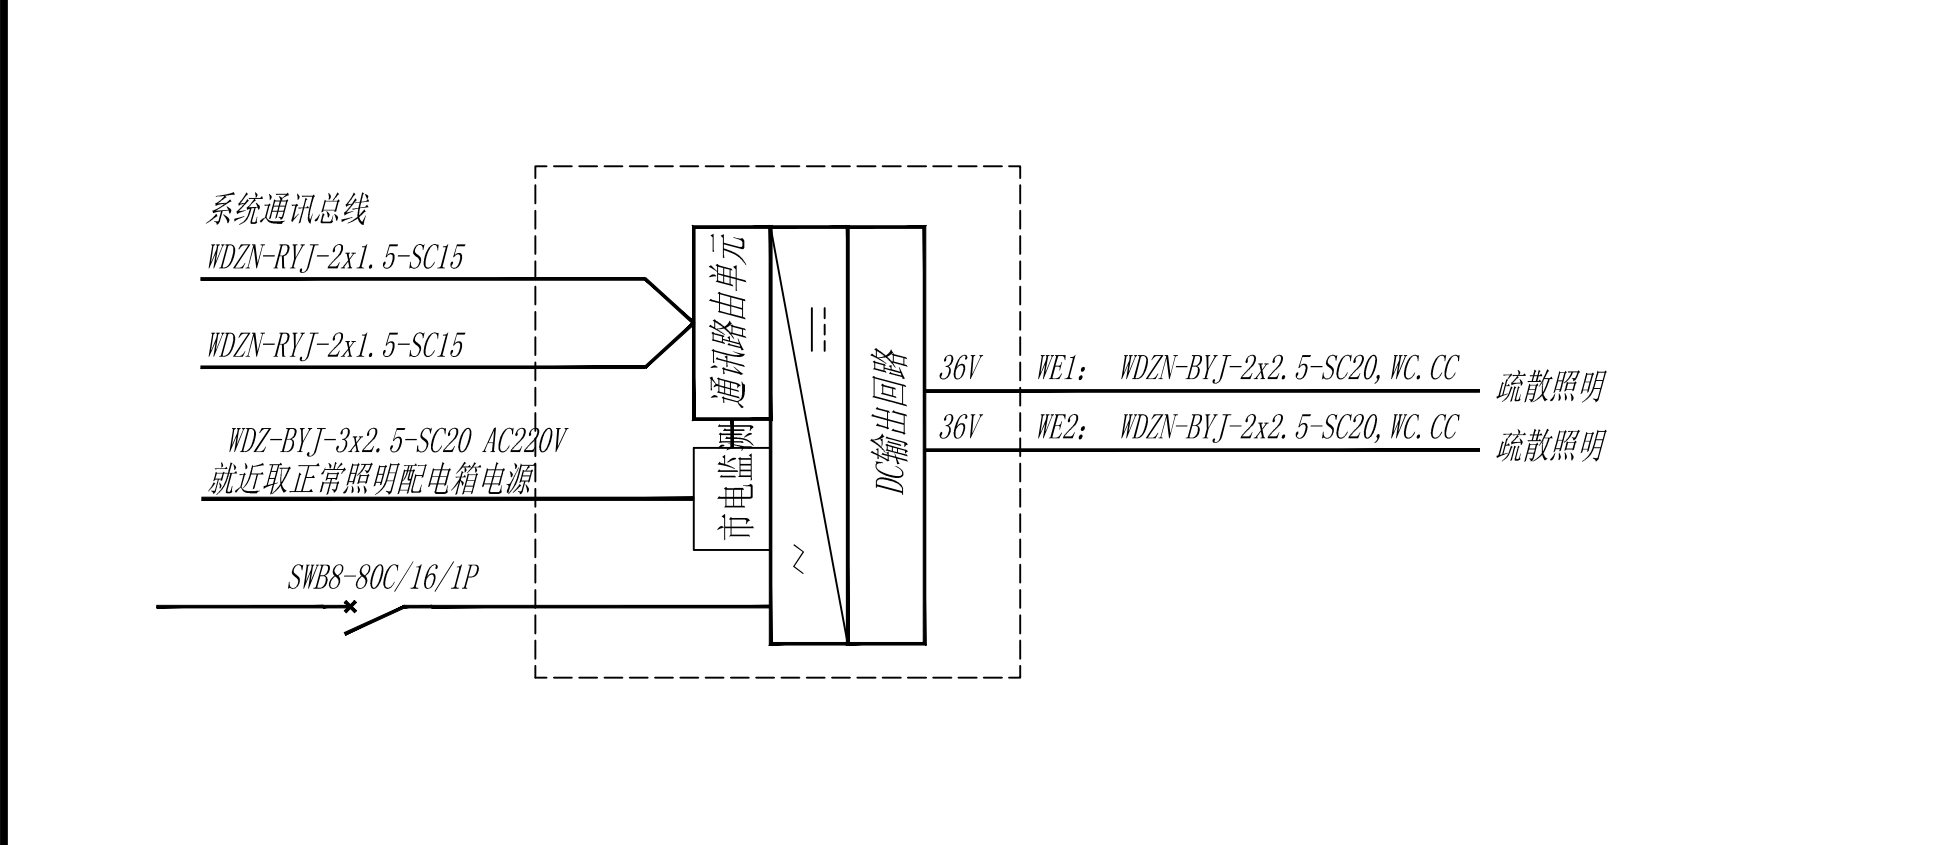 系统通讯总线
WDZN-RYJ-2x1.5-SC15
WDZN-RYJ-2x1.5-SC15
WDZ-BYJ-3x2.5-SC20 AC220V
就近取正常照明配电箱电源
SWB8-80C/16/1P
通讯路由单元
市电监测
DC输出回路
36V WE1: WDZN-BYJ-2x2.5-SC20,WC.CC 疏散照明
36V WE2: WDZN-BYJ-2x2.5-SC20,WC.CC 疏散照明